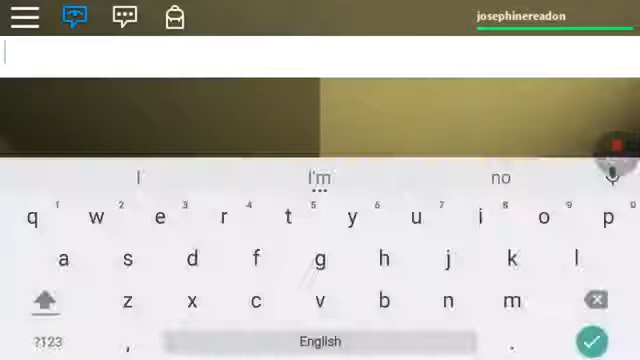 josephinereadon
I I'm no
q 1 w 2 e 3 r 4 t 5 y 6 u 7 i 8 o 9 p 0
a s d f g h j k l
z x c v b n m
?123 , English .